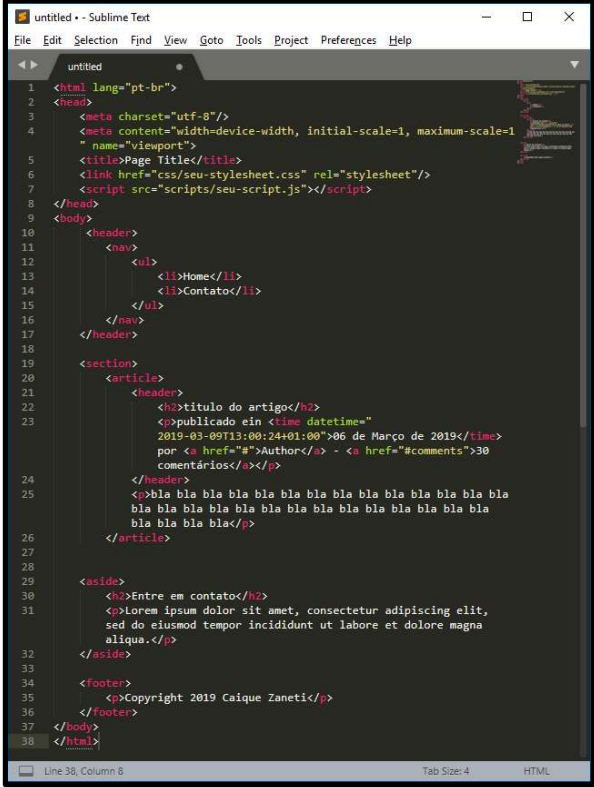 untitled • - Sublime Text
File Edit Selection Find View Goto Tools Project Preferences Help
untitled
1 <html lang="pt-br">
2 <head>
3 <meta charset="utf-8"/>
4 <meta content="width=device-width, initial-scale=1, maximum-scale=1
" name="viewport">
5 <title>Page Title</title>
6 <link href="css/seu-stylesheet.css" rel="stylesheet"/>
7 <script src="scripts/seu-script.js"></script>
8 </head>
9 <body>
10 <header>
11 <nav>
12 <ul>
13 <li>Home</li>
14 <li>Contato</li>
15 </ul>
16 </nav>
17 </header>
18
19 <section>
20 <article>
21 <header>
22 <h2>titulo do artigo</h2>
23 <p>publicado ein <time datetime="
2019-03-09T13:00:24+01:00">06 de Março de 2019</time>
por <a href="#">Author</a> - <a href="#comments">30
comentários</a></p>
24 </header>
25 <p>bla bla bla bla bla bla bla bla bla bla bla bla bla bla
bla bla bla bla bla bla bla bla bla bla bla bla bla bla
bla bla bla bla</p>
26 </article>
27
28
29 <aside>
30 <h2>Entre em contato</h2>
31 <p>Lorem ipsum dolor sit amet, consectetur adipiscing elit,
sed do eiusmod tempor incididunt ut labore et dolore magna
aliqua.</p>
32 </aside>
33
34 <footer>
35 <p>Copyright 2019 Caique Zaneti</p>
36 </footer>
37 </body>
38 </html>
Line 38, Column 8 Tab Size: 4 HTML